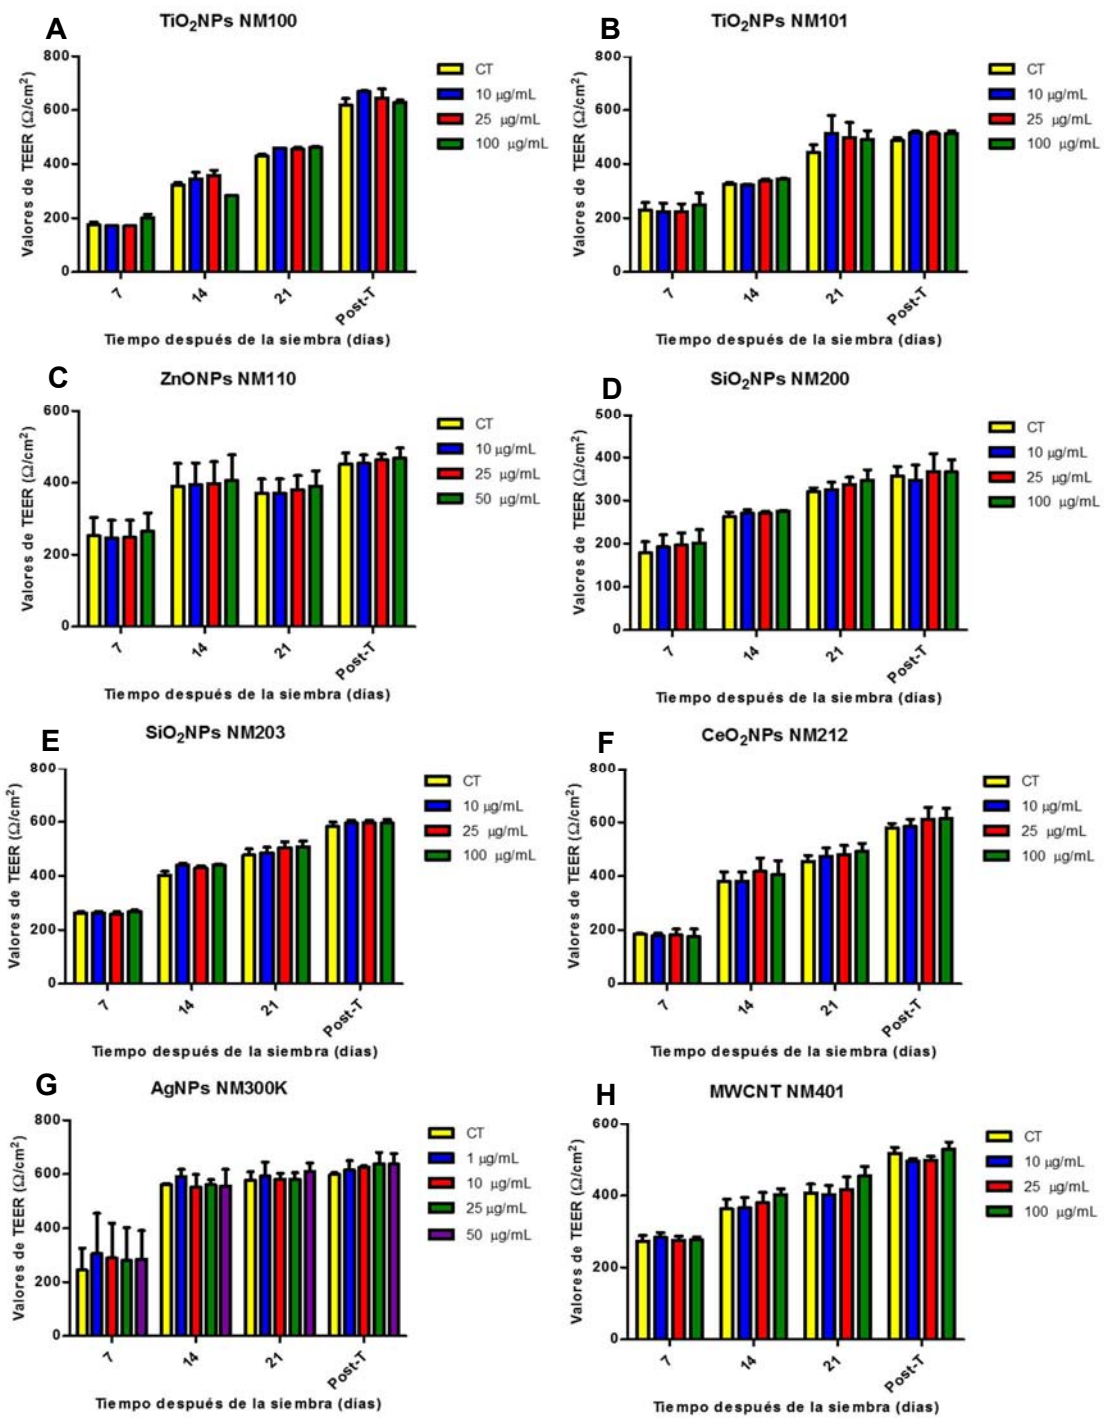 A
TiO2NPs NM100
Valores de TEER (Ω/cm2)
800
600
400
200
0
7
14
21
Post-T
Tiempo después de la siembra (días)
CT
10 μg/mL
25 μg/mL
100 μg/mL
B
TiO2NPs NM101
Valores de TEER (Ω/cm2)
800
600
400
200
0
7
14
21
Post-T
Tiempo después de la siembra (días)
CT
10 μg/mL
25 μg/mL
100 μg/mL
C
ZnONPs NM110
Valores de TEER (Ω/cm2)
600
400
200
0
7
14
21
Post-T
Tiempo después de la siembra (días)
CT
10 μg/mL
25 μg/mL
50 μg/mL
D
SiO2NPs NM200
Valores de TEER (Ω/cm2)
500
400
300
200
100
0
7
14
21
Post-T
Tiempo después de la siembra (días)
CT
10 μg/mL
25 μg/mL
100 μg/mL
E
SiO2NPs NM203
Valores de TEER (Ω/cm2)
800
600
400
200
0
7
14
21
Post-T
Tiempo después de la siembra (días)
CT
10 μg/mL
25 μg/mL
100 μg/mL
F
CeO2NPs NM212
Valores de TEER (Ω/cm2)
800
600
400
200
0
7
14
21
Post-T
Tiempo después de la siembra (días)
CT
10 μg/mL
25 μg/mL
100 μg/mL
G
AgNPs NM300K
Valores de TEER (Ω/cm2)
800
600
400
200
0
7
14
21
Post-T
Tiempo después de la siembra (días)
CT
1 μg/mL
10 μg/mL
25 μg/mL
50 μg/mL
H
MWCNT NM401
Valores de TEER (Ω/cm2)
600
400
200
0
7
14
21
Post-T
Tiempo después de la siembra (días)
CT
10 μg/mL
25 μg/mL
100 μg/mL